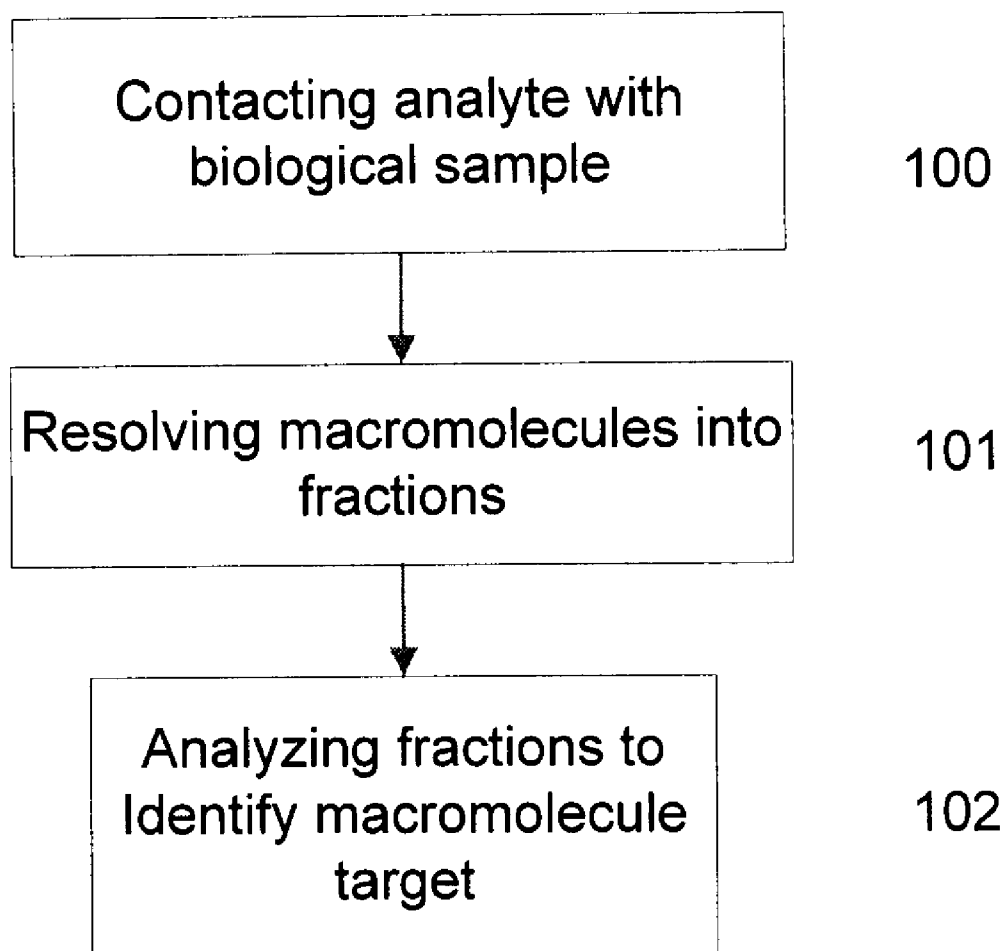 Contacting analyte with
biological sample
100
Resolving macromolecules into
fractions
101
Analyzing fractions to
Identify macromolecule
target
102